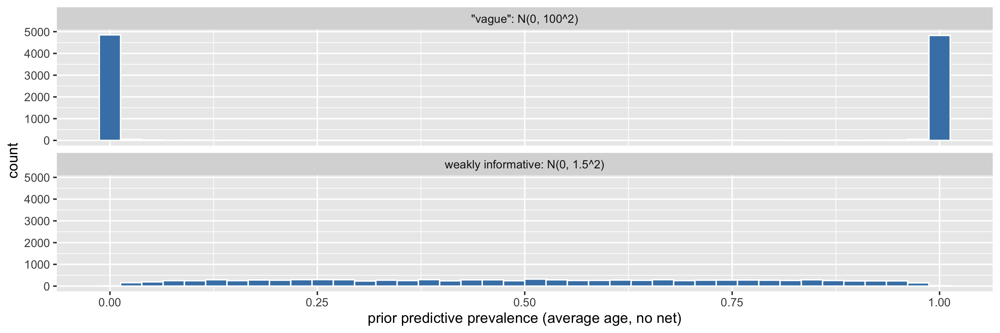 "vague": N(0, 100^2)
5000
4000
3000
2000
1000
0
count
weakly informative: N(0, 1.5^2)
5000
4000
3000
2000
1000
0
0.00 0.25 0.50 0.75 1.00
prior predictive prevalence (average age, no net)